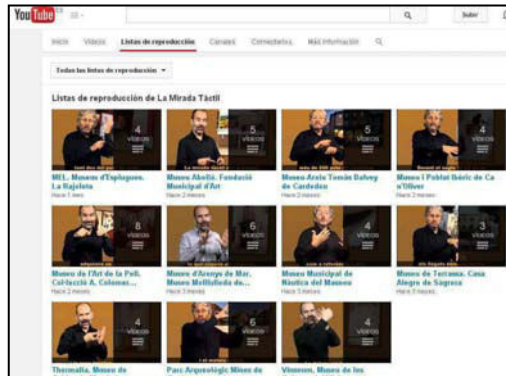 YouTube ES
Subir
Inicio Vídeos Listas de reproducción Canales Comentarios Más información
Todas las listas de reproducción
Listas de reproducción de La Mirada Tàctil
4 VÍDEOS
5 VÍDEOS
5 VÍDEOS
4 VÍDEOS
MEL. Museus d'Esplugues. La Rajoleta
Hace 1 mes
Museu Abelló. Fundació Municipal d'Art
Hace 2 meses
Museu-Arxiu Tomàs Balvey de Cardedeu
Hace 2 meses
Museu i Poblat Ibèric de Ca n'Oliver
Hace 2 meses
8 VÍDEOS
6 VÍDEOS
4 VÍDEOS
3 VÍDEOS
Museu de l'Art de la Pell. Col·lecció A. Colomer...
Hace 2 meses
Museu d'Arenys de Mar. Museu Marès de...
Hace 3 meses
Museu Municipal de Nàutica del Masnou
Hace 4 meses
Museu de Terrassa. Casa Alegre de Sagrera
Hace 5 meses
4 VÍDEOS
5 VÍDEOS
4 VÍDEOS
Thermalia. Museu de
Parc Arqueològic Mines de
Vinseum. Museu de les